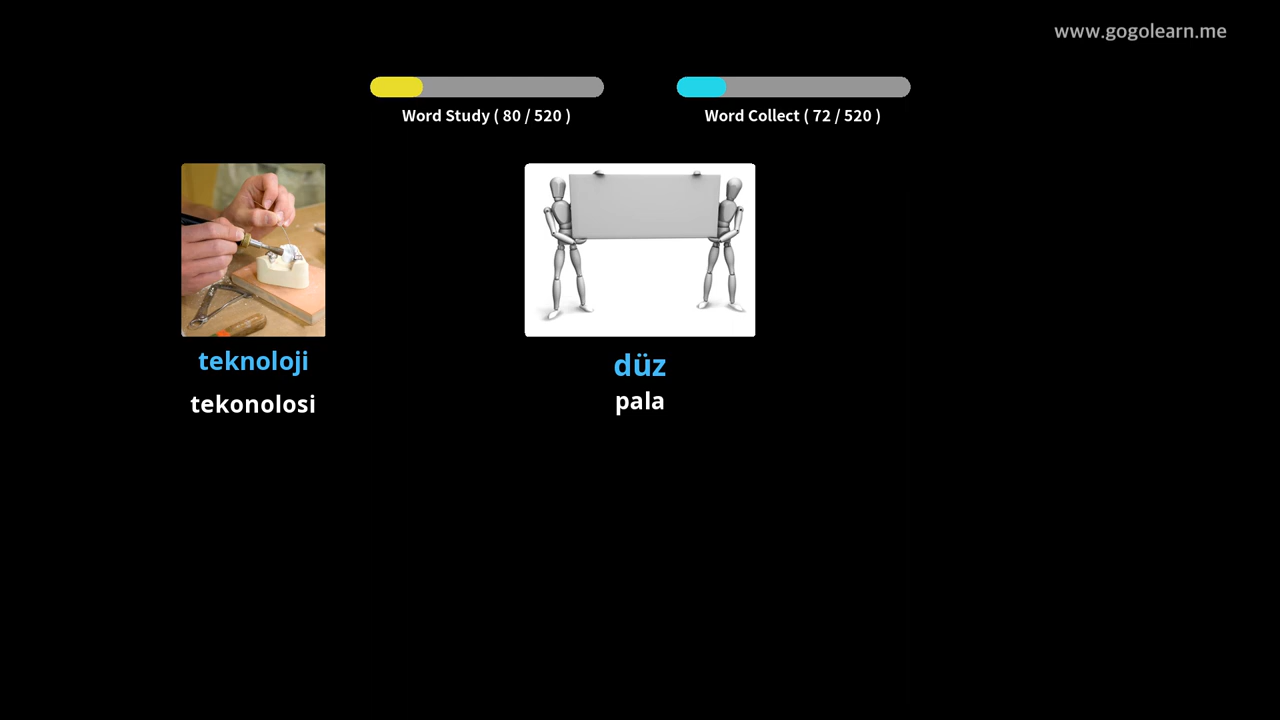 www.gogolearn.me
Word Study ( 80 / 520 )
Word Collect ( 72 / 520 )
teknoloji
tekonolosi
düz
pala